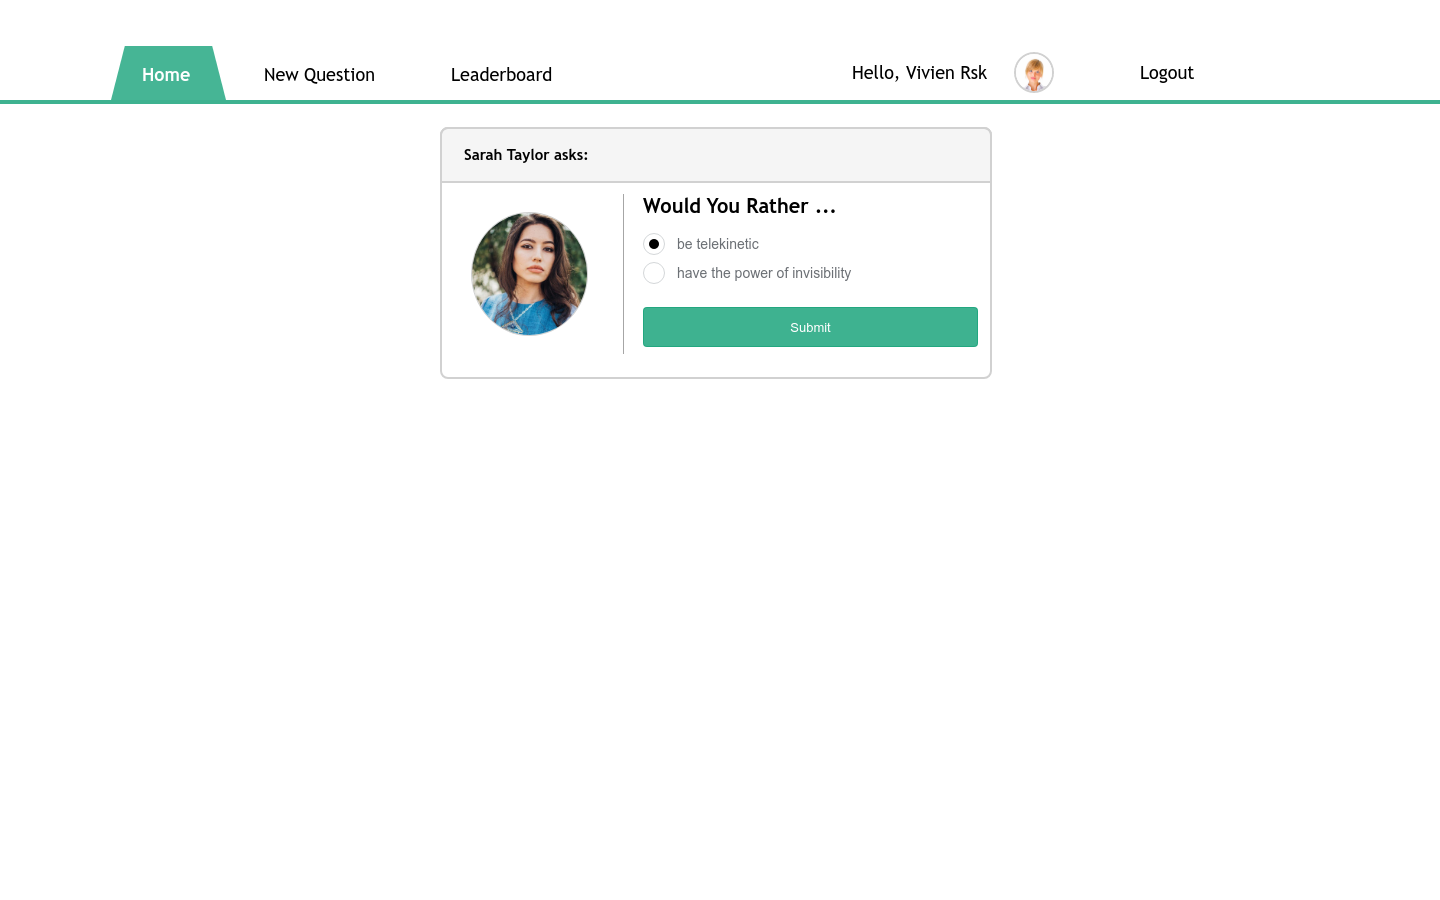 Home
New Question
Leaderboard
Hello, Vivien Rsk
Logout
Sarah Taylor asks:
Would You Rather ...
be telekinetic
have the power of invisibility
Submit